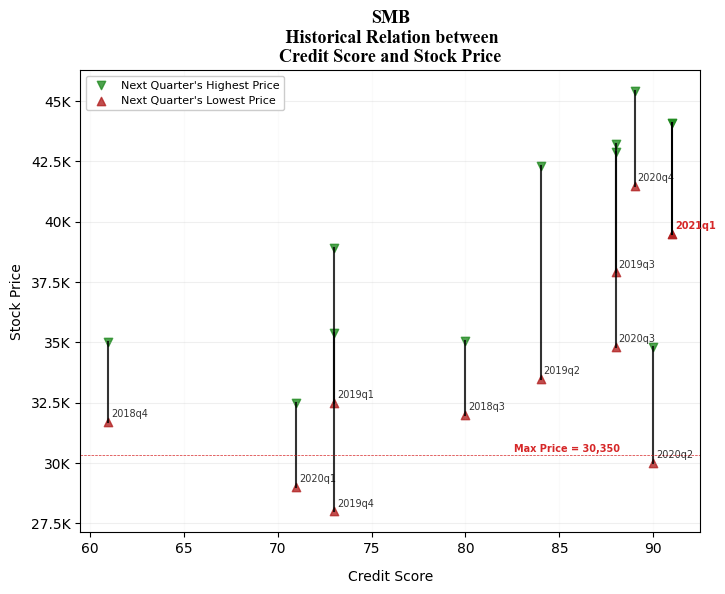 SMB
Historical Relation between
Credit Score and Stock Price
Next Quarter's Highest Price
Next Quarter's Lowest Price
45K
42.5K
40K
37.5K
35K
32.5K
30K
27.5K
Stock Price
2020q4
2021q1
2019q3
2020q3
2019q2
2019q1
2018q3
2018q4
Max Price = 30,350
2020q2
2020q1
2019q4
60
65
70
75
80
85
90
Credit Score